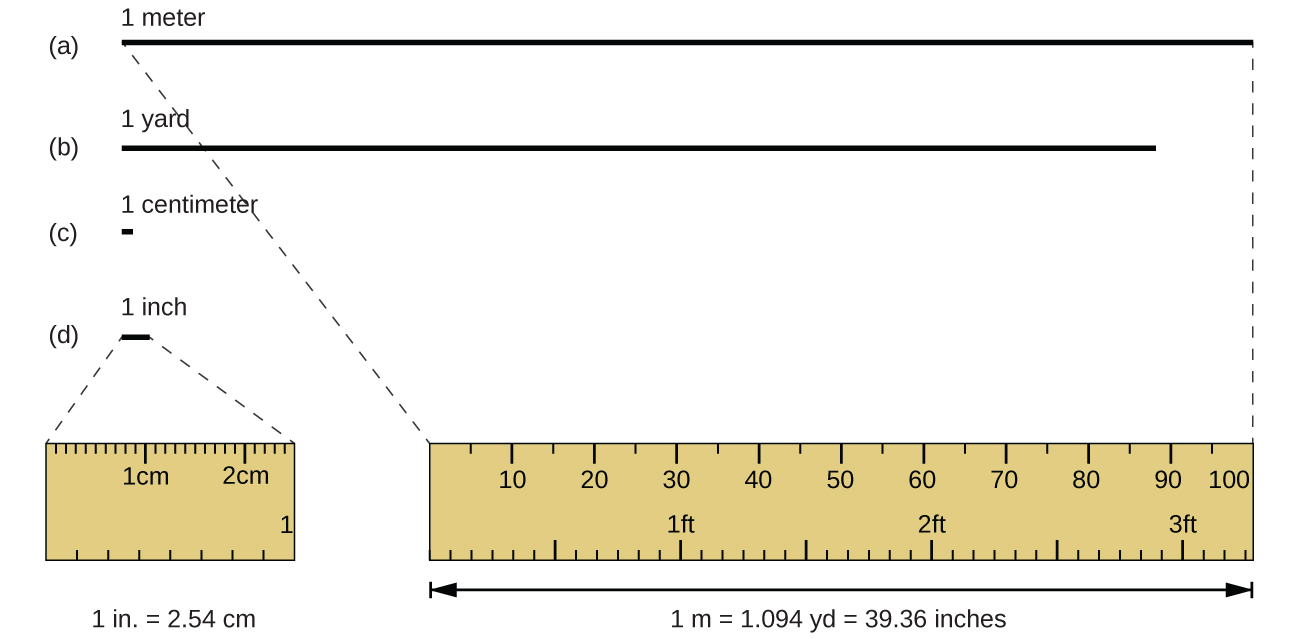 1 meter
(a)
1 yard
(b)
1 centimeter
(c)
1 inch
(d)
1cm 2cm
1
10 20 30 40 50 60 70 80 90 100
1ft 2ft 3ft
1 in. = 2.54 cm
1 m = 1.094 yd = 39.36 inches